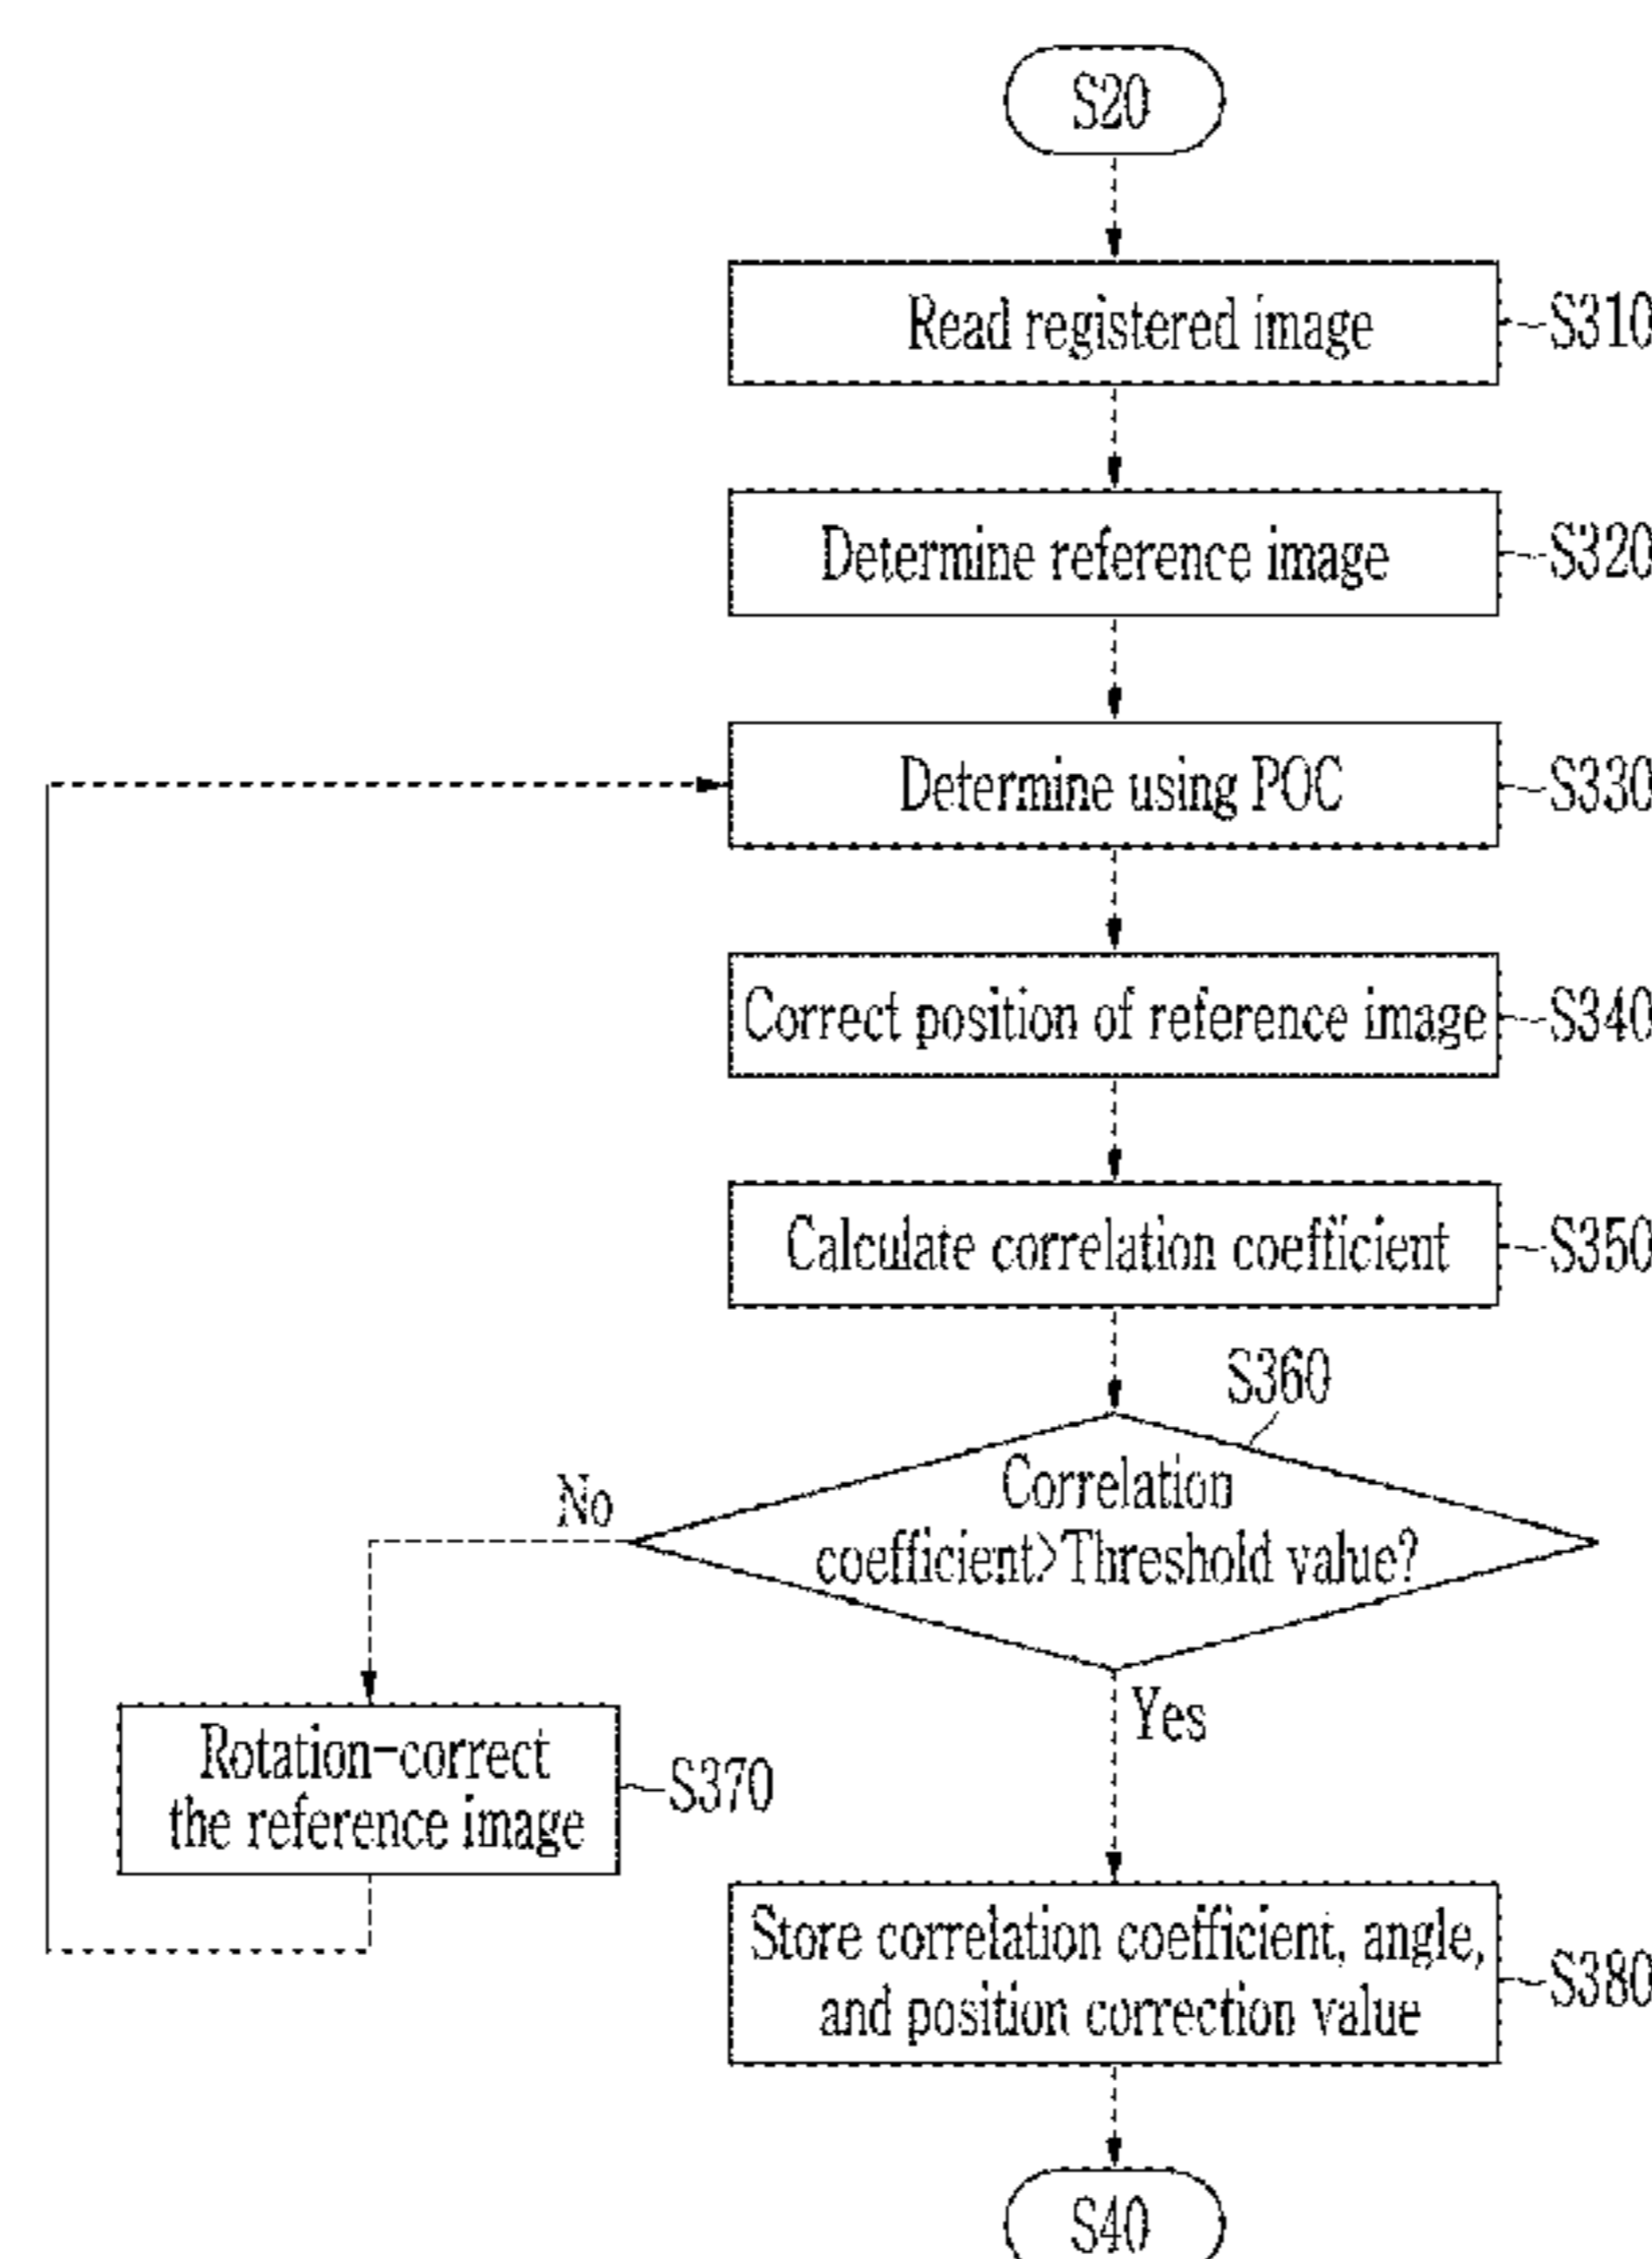 S20
Read registered image
S310
Determine reference image
S320
Determine using POC
S330
Correct position of reference image
S340
Calculate correlation coefficient
S350
S360
Correlation
coefficient>Threshold value?
No
Yes
Rotation-correct
the reference image
S370
Store correlation coefficient, angle,
and position correction value
S380
S40